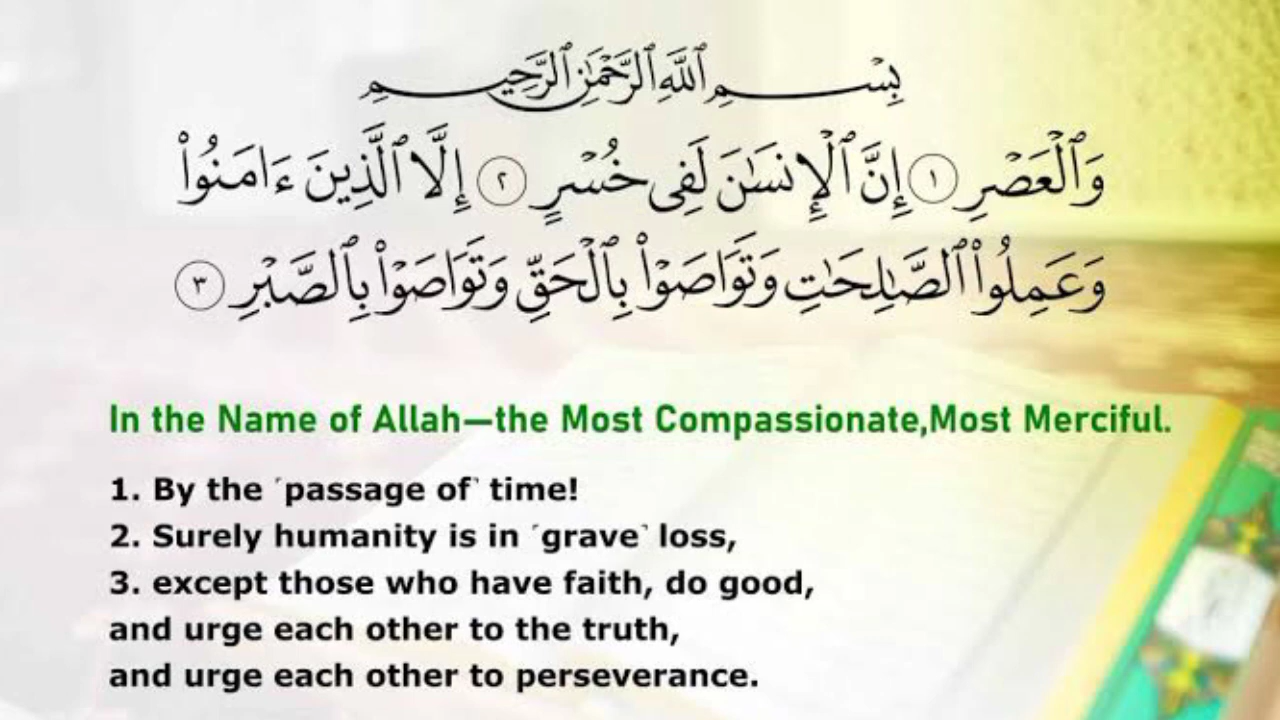 بِسْمِ ٱللَّهِ ٱلرَّحْمَٰنِ ٱلرَّحِيمِ
وَٱلْعَصْرِ ١ إِنَّ ٱلْإِنسَٰنَ لَفِى خُسْرٍ ٢ إِلَّا ٱلَّذِينَ ءَامَنُوا۟
وَعَمِلُوا۟ ٱلصَّٰلِحَٰتِ وَتَوَاصَوْا۟ بِٱلْحَقِّ وَتَوَاصَوْا۟ بِٱلصَّبْرِ ٣
In the Name of Allah—the Most Compassionate,Most Merciful.
1. By the ˹passage of˺ time!
2. Surely humanity is in ˹grave˺ loss,
3. except those who have faith, do good,
and urge each other to the truth,
and urge each other to perseverance.